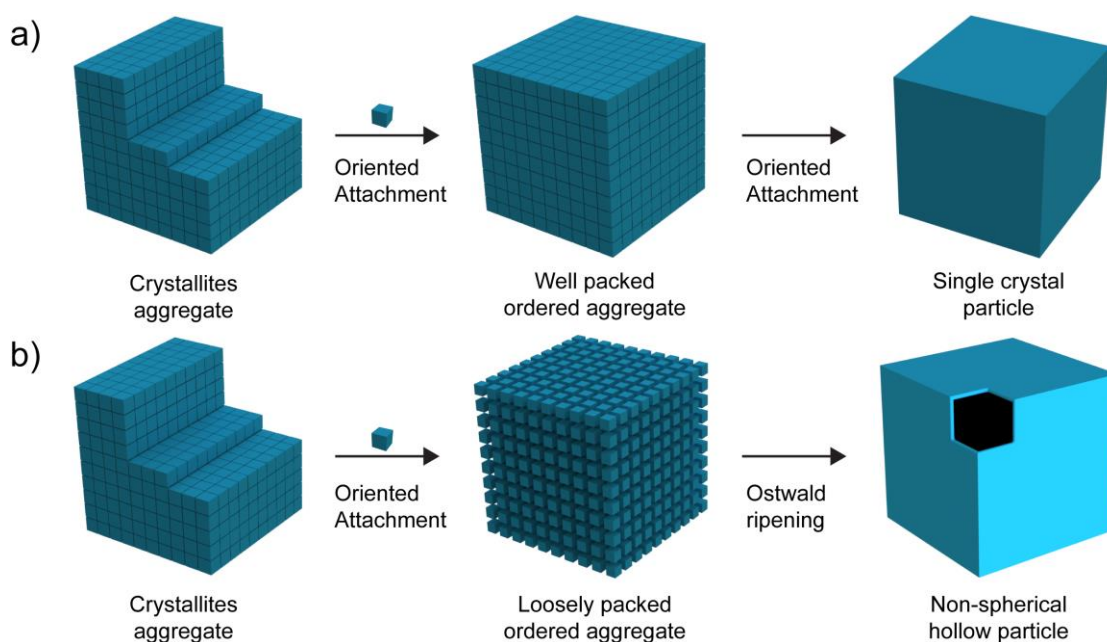 a)
Oriented
Attachment
Oriented
Attachment
Crystallites
aggregate
Well packed
ordered aggregate
Single crystal
particle
b)
Oriented
Attachment
Ostwald
ripening
Crystallites
aggregate
Loosely packed
ordered aggregate
Non-spherical
hollow particle